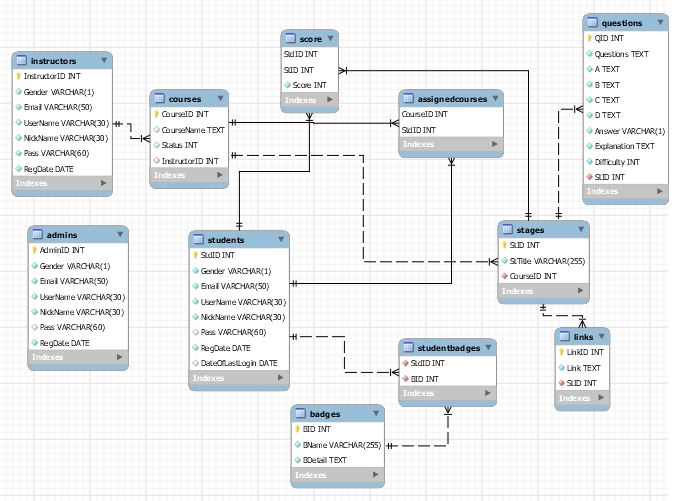 instructors
InstructorID INT
Gender VARCHAR(1)
Email VARCHAR(50)
UserName VARCHAR(30)
NickName VARCHAR(30)
Pass VARCHAR(60)
RegDate DATE
Indexes
courses
CourseID INT
CourseName TEXT
Status INT
InstructorID INT
Indexes
score
StdID INT
StID INT
Score INT
Indexes
assignedcourses
CourseID INT
StdID INT
Indexes
questions
QID INT
Questions TEXT
A TEXT
B TEXT
C TEXT
D TEXT
Answer VARCHAR(1)
Explanation TEXT
Difficulty INT
StID INT
Indexes
admins
AdminID INT
Gender VARCHAR(1)
Email VARCHAR(50)
UserName VARCHAR(30)
NickName VARCHAR(30)
Pass VARCHAR(60)
RegDate DATE
Indexes
students
StdID INT
Gender VARCHAR(1)
Email VARCHAR(50)
UserName VARCHAR(30)
NickName VARCHAR(30)
Pass VARCHAR(60)
RegDate DATE
DateOfLastLogin DATE
Indexes
stages
StID INT
StTitle VARCHAR(255)
CourseID INT
Indexes
studentbadges
StdID INT
BID INT
Indexes
links
LinkID INT
Link TEXT
StID INT
Indexes
badges
BID INT
BName VARCHAR(255)
BDetail TEXT
Indexes